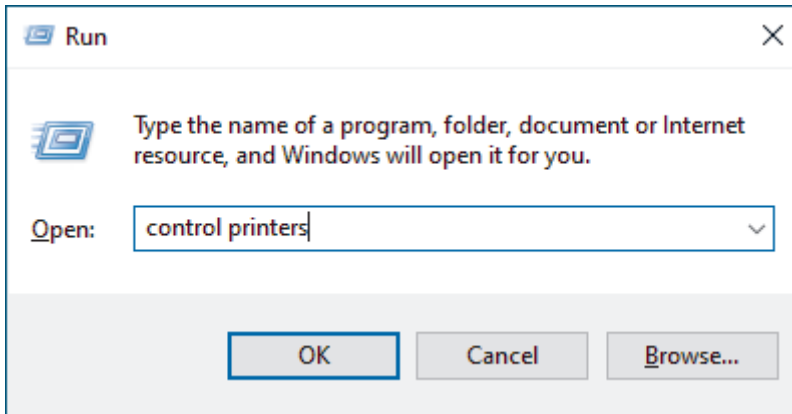 Run
Type the name of a program, folder, document or Internet
resource, and Windows will open it for you.
Open: control printers
OK Cancel Browse...